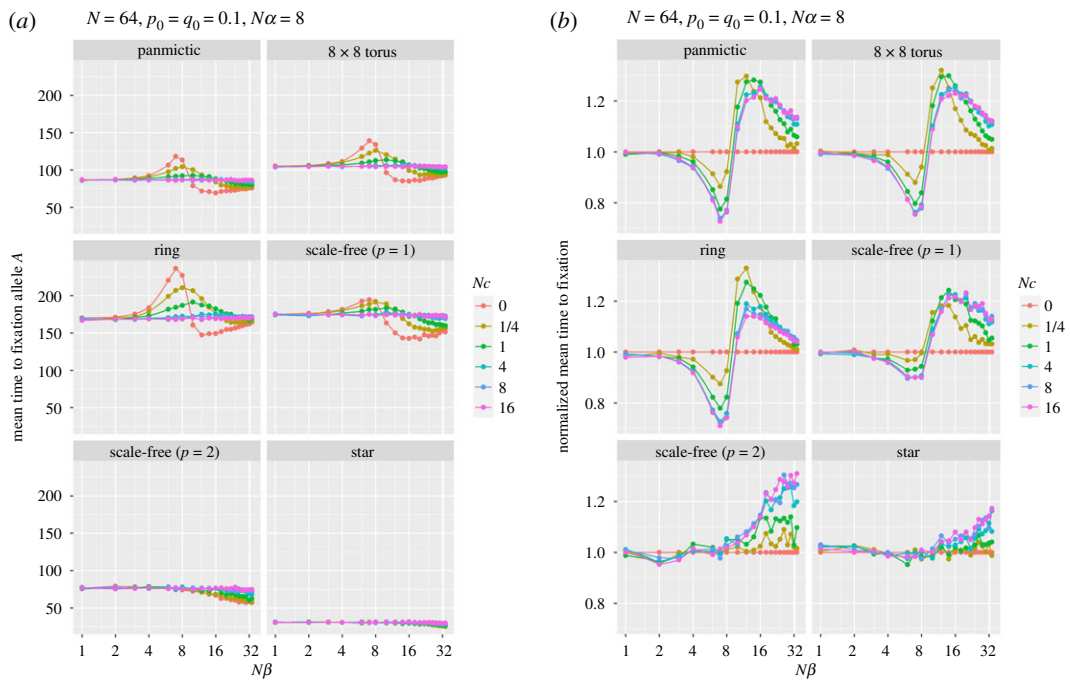 (a) N = 64, p0 = q0 = 0.1, Nα = 8
panmictic
8 × 8 torus
200
150
100
50
ring
scale-free (p = 1)
200
150
100
50
scale-free (p = 2)
star
200
150
100
50
1 2 4 8 16 32 1 2 4 8 16 32
Nβ
mean time to fixation allele A
Nc
0
1/4
1
4
8
16
(b) N = 64, p0 = q0 = 0.1, Nα = 8
panmictic
8 × 8 torus
1.2
1.0
0.8
ring
scale-free (p = 1)
1.2
1.0
0.8
scale-free (p = 2)
star
1.2
1.0
0.8
1 2 4 8 16 32 1 2 4 8 16 32
Nβ
normalized mean time to fixation
Nc
0
1/4
1
4
8
16